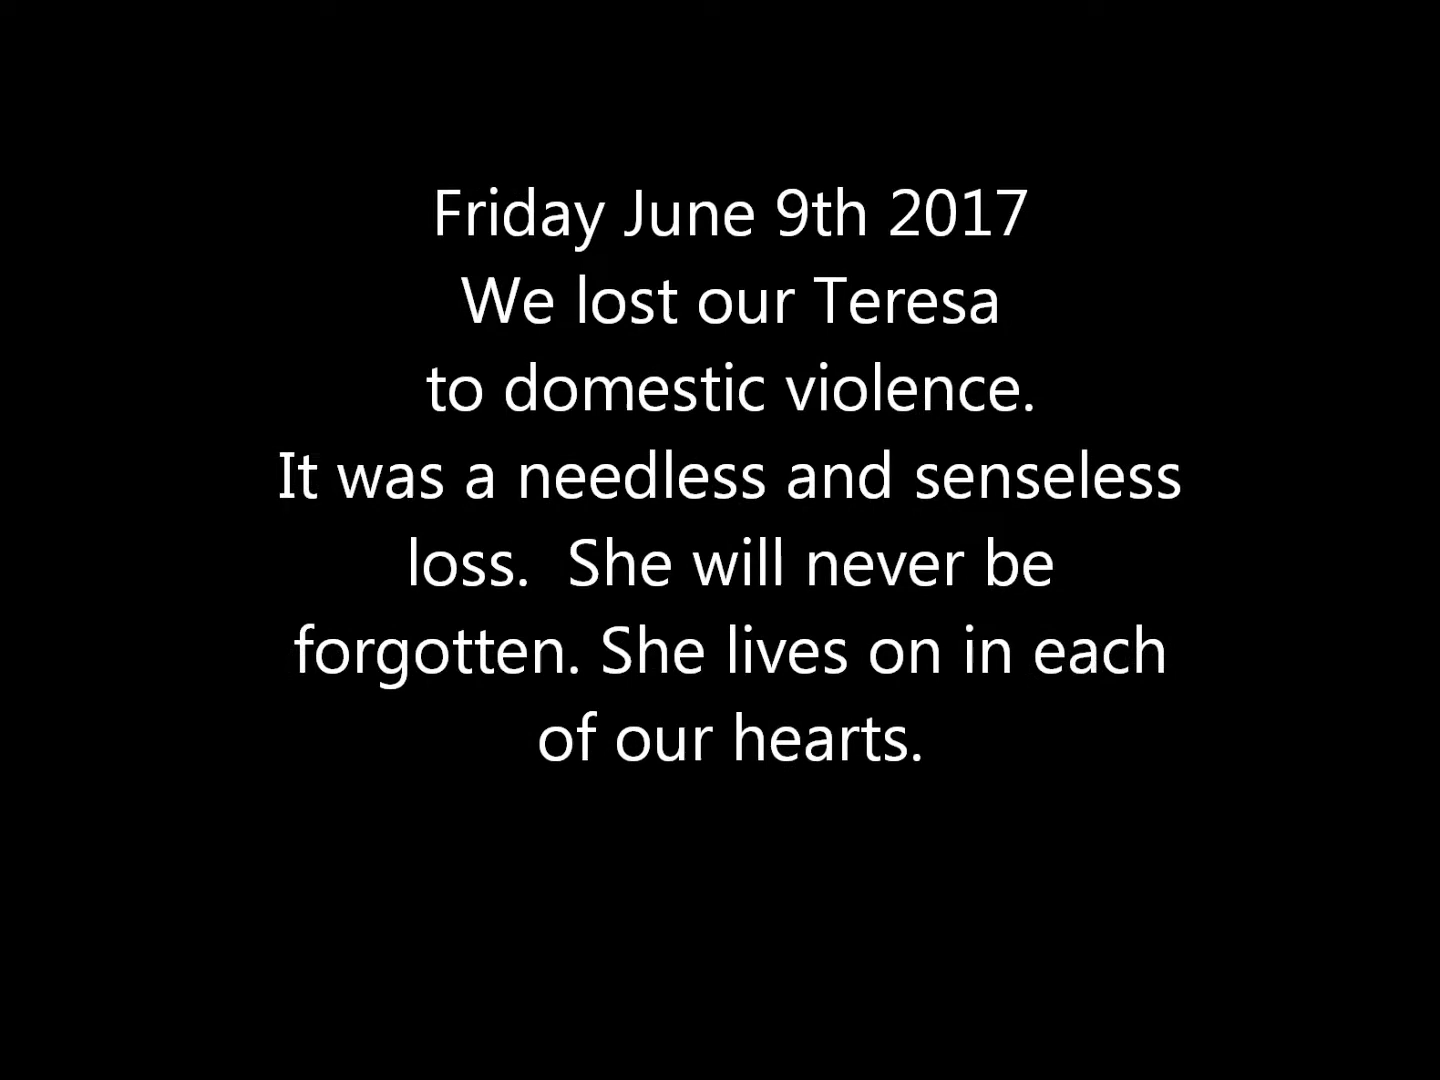 Friday June 9th 2017
We lost our Teresa
to domestic violence.
It was a needless and senseless
loss.  She will never be
forgotten. She lives on in each
of our hearts.